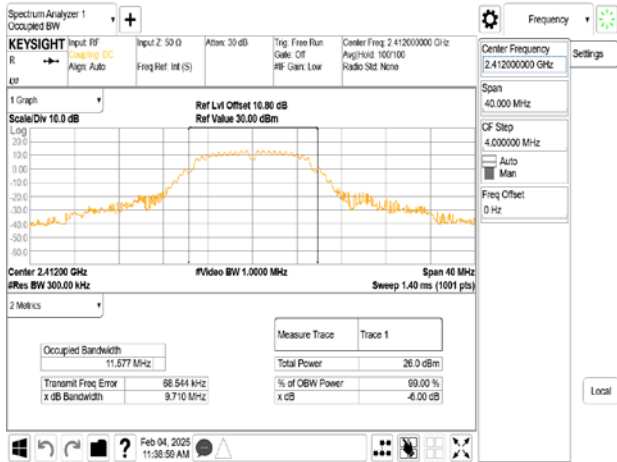 Spectrum Analyzer 1
Occupied BW
Frequency
KEYSIGHT
R
Input: RF
Coupling: DC
Align: Auto
Input Z: 50 Ω
Freq Ref: Int (S)
Atten: 30 dB
Trig: Free Run
Gate: Off
#IF Gain: Low
Center Freq: 2.412000000 GHz
Avg|Hold: 100/100
Radio Std: None
1 Graph
Scale/Div 10.0 dB
Ref Lvl Offset 10.80 dB
Ref Value 30.00 dBm
Log
20.0
10.0
0.00
-10.0
-20.0
-30.0
-40.0
-50.0
-60.0
Center 2.41200 GHz
#Res BW 300.00 kHz
#Video BW 1.0000 MHz
Span 40 MHz
Sweep 1.40 ms (1001 pts)
2 Metrics
Occupied Bandwidth
11.577 MHz
Transmit Freq Error 68.544 kHz
x dB Bandwidth 9.710 MHz
Measure Trace Trace 1
Total Power 26.0 dBm
% of OBW Power 99.00 %
x dB -6.00 dB
Feb 04, 2025
11:38:59 AM
Center Frequency
2.412000000 GHz
Span
40.000 MHz
CF Step
4.000000 MHz
Auto
Man
Freq Offset
0 Hz
Settings
Local